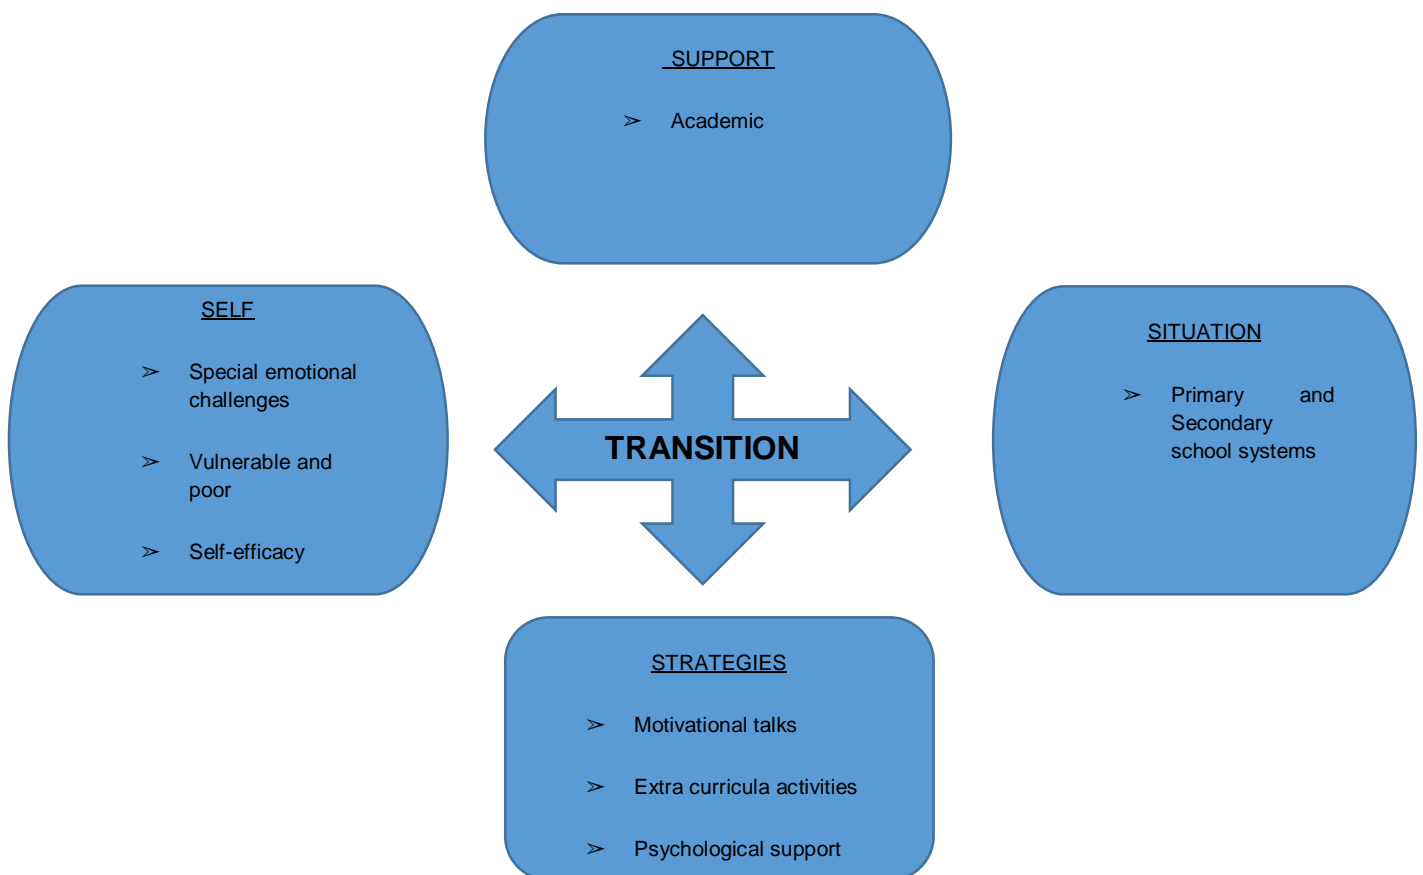 SUPPORT
➢ Academic
SELF
➢ Special emotional
challenges
➢ Vulnerable and
poor
➢ Self-efficacy
TRANSITION
SITUATION
➢ Primary and
Secondary
school systems
STRATEGIES
➢ Motivational talks
➢ Extra curricula activities
➢ Psychological support